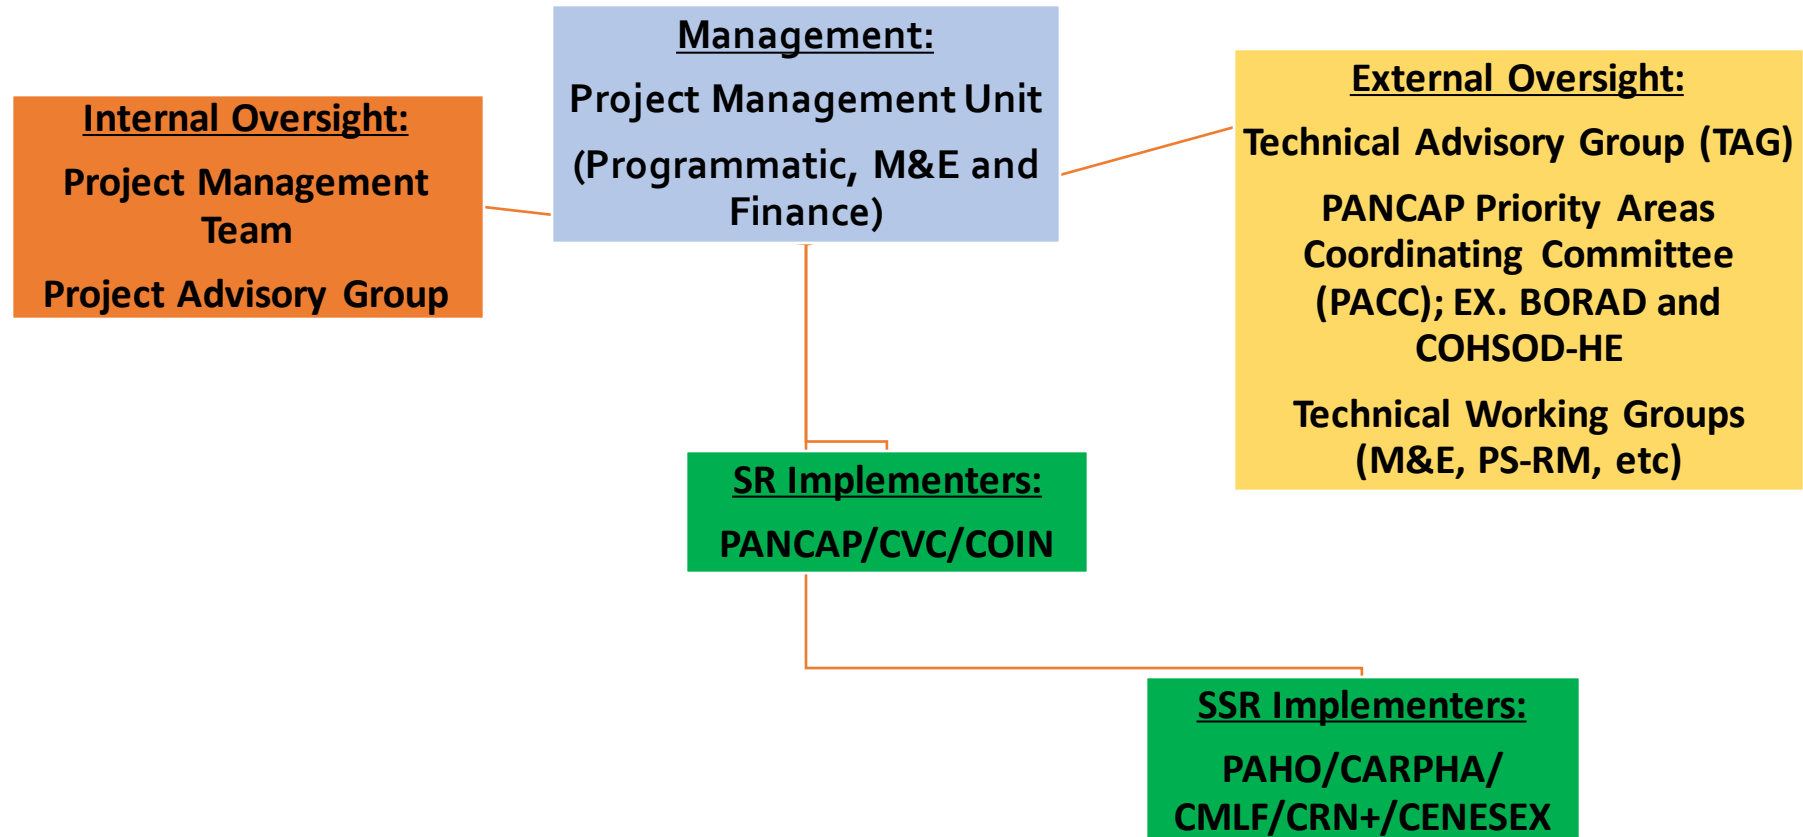 Management:
Project Management Unit
(Programmatic, M&E and
Finance)
Internal Oversight:
Project Management
Team
Project Advisory Group
External Oversight:
Technical Advisory Group (TAG)
PANCAP Priority Areas
Coordinating Committee
(PACC); EX. BORAD and
COHSOD-HE
Technical Working Groups
(M&E, PS-RM, etc)
SR Implementers:
PANCAP/CVC/COIN
SSR Implementers:
PAHO/CARPHA/
CMLF/CRN+/CENESEX